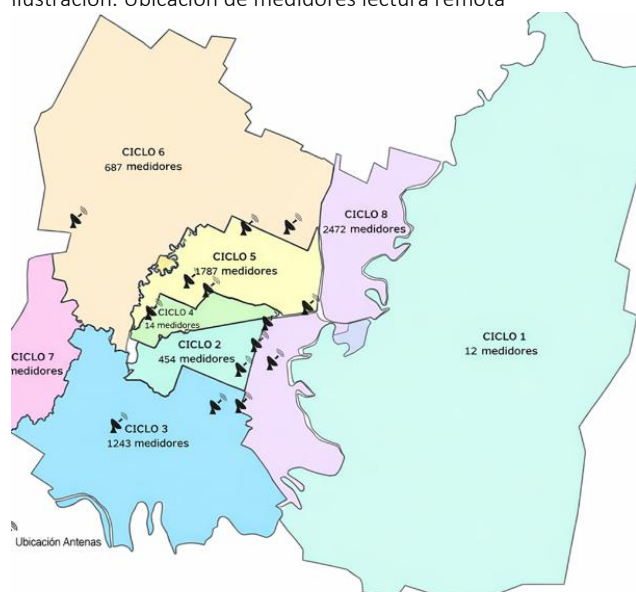 Ilustración. Ubicación de medidores lectura remota
CICLO 6
687 medidores
CICLO 8
2472 medidores
CICLO 5
1787 medidores
CICLO 4
14 medidores
CICLO 7
medidores
CICLO 2
454 medidores
CICLO 1
12 medidores
CICLO 3
1243 medidores
Ubicación Antenas